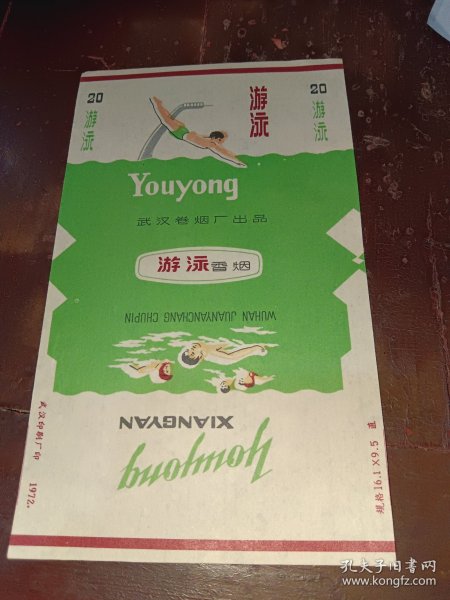 20
游泳
游泳
20
游泳
Youyong
武汉卷烟厂出品
游泳香烟
WUHAN JUANYANCHANG CHUPIN
XIANGYAN
Youyong
武汉印刷厂印 1972.
规格16.1×9.5 直
孔夫子旧书网
www.kongfz.com